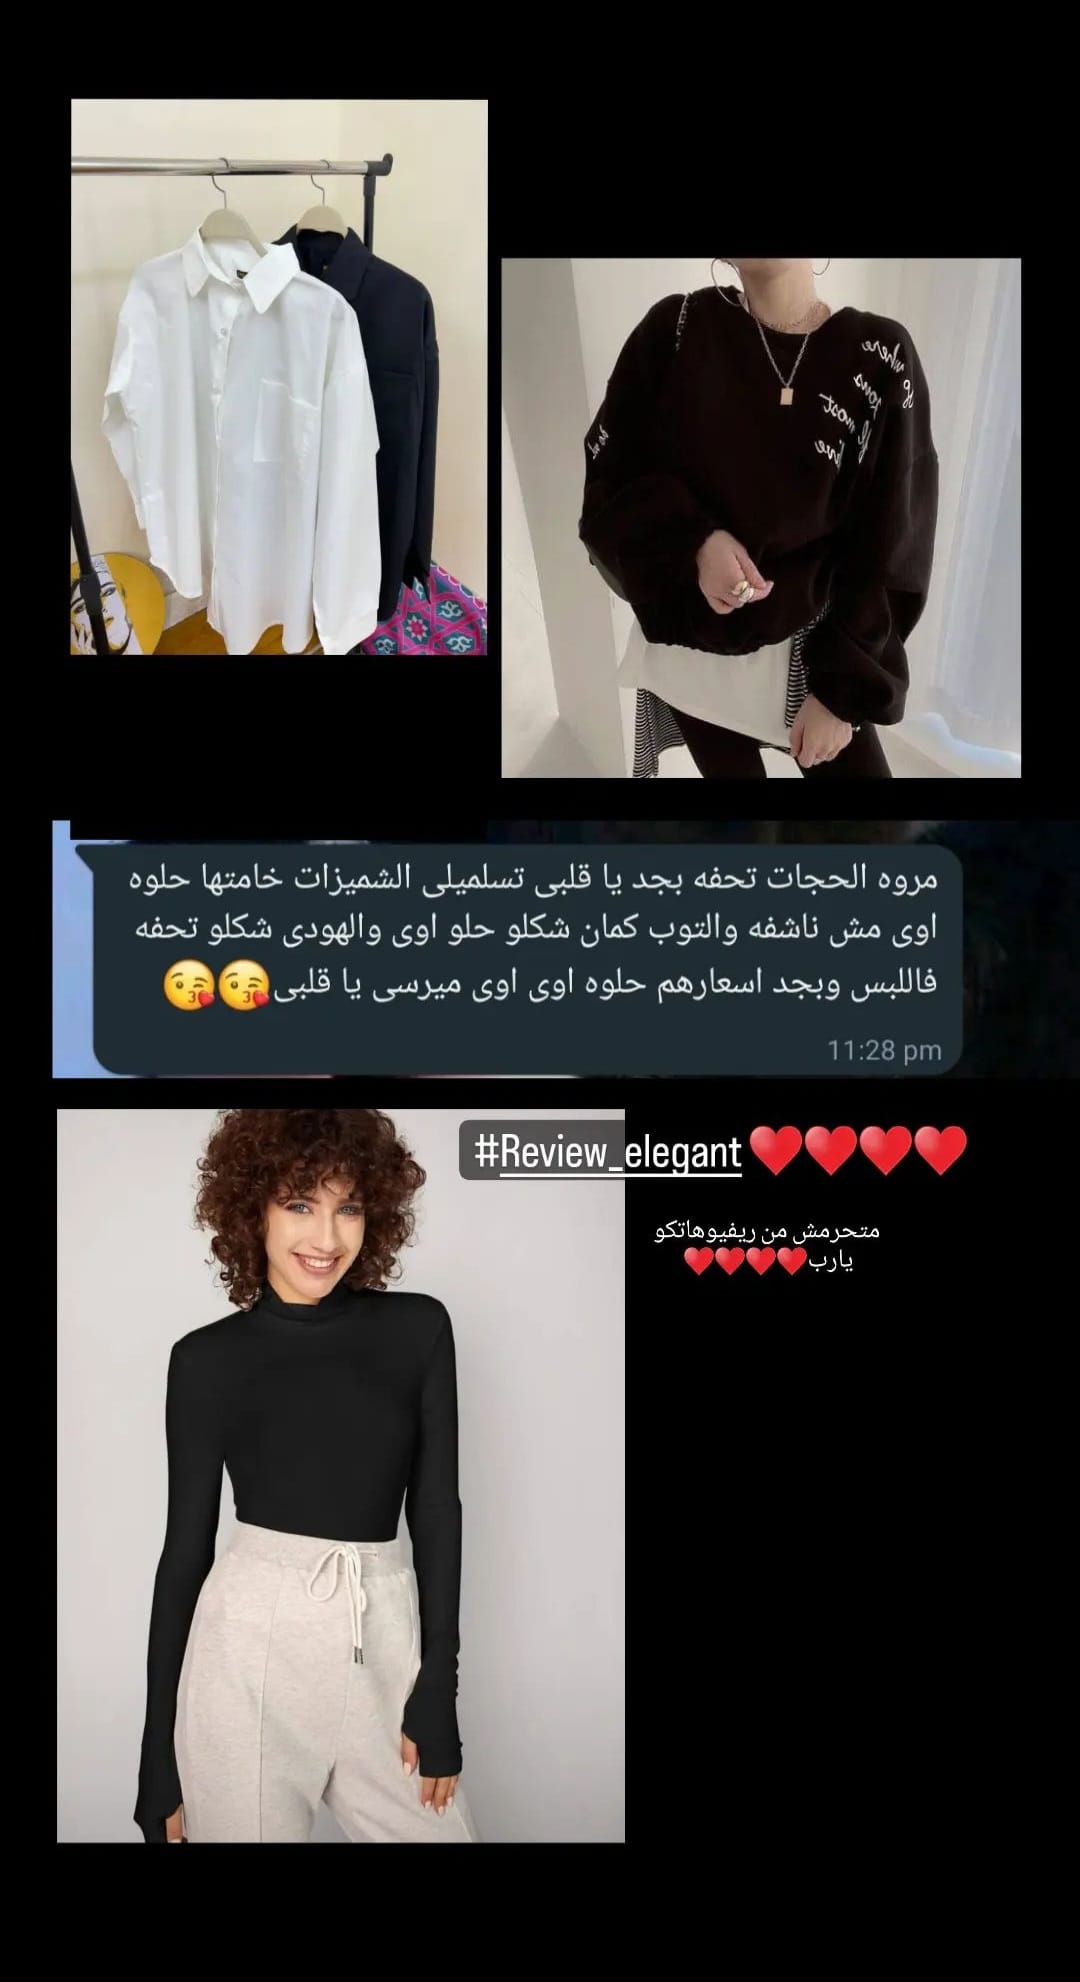 مروه الحجات تحفه بجد يا قلبى تسلميلى الشميزات خامتها حلوه
اوى مش ناشفه والتوب كمان شكلو حلو اوى والهودى شكلو تحفه
فاللبس وبجد اسعارهم حلوه اوى اوى ميرسى يا قلبى😘😘
11:28 pm
#Review_elegant ♥️♥️♥️♥️
متحرمش من ريفيوهاتكو
يارب♥️♥️♥️♥️